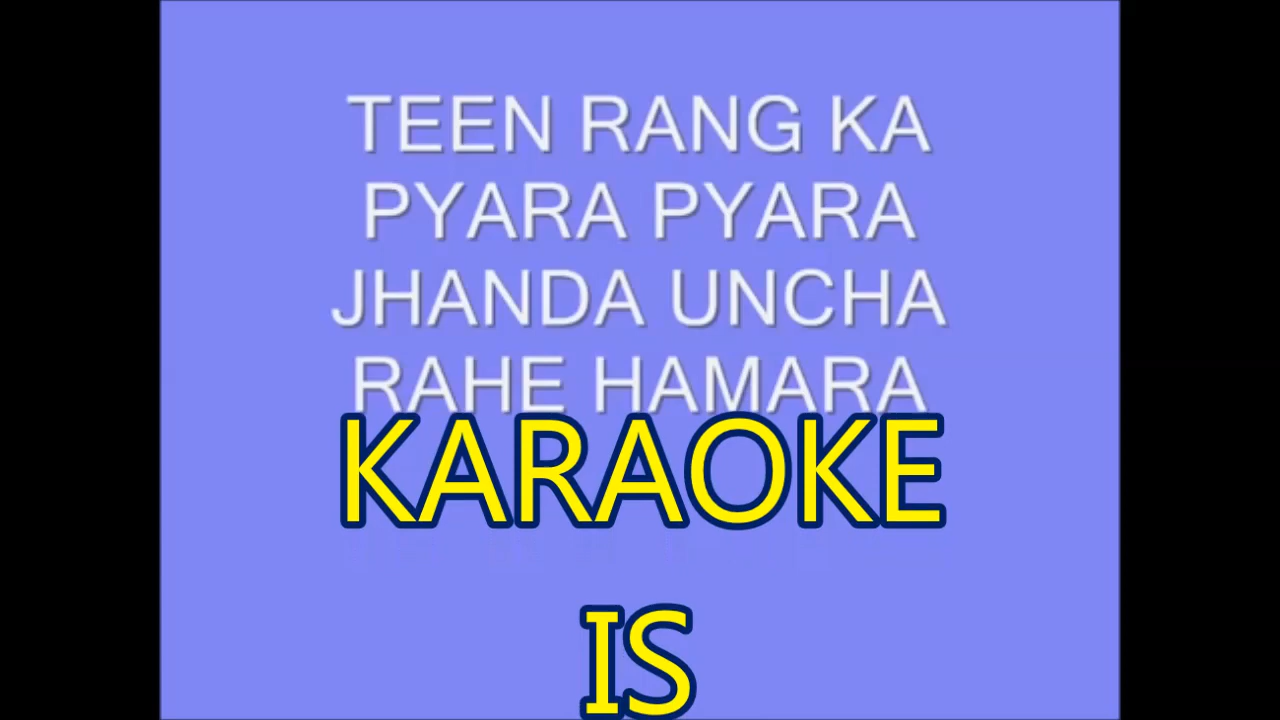 TEEN RANG KA
PYARA PYARA
JHANDA UNCHA
RAHE HAMARA
KARAOKE
IS